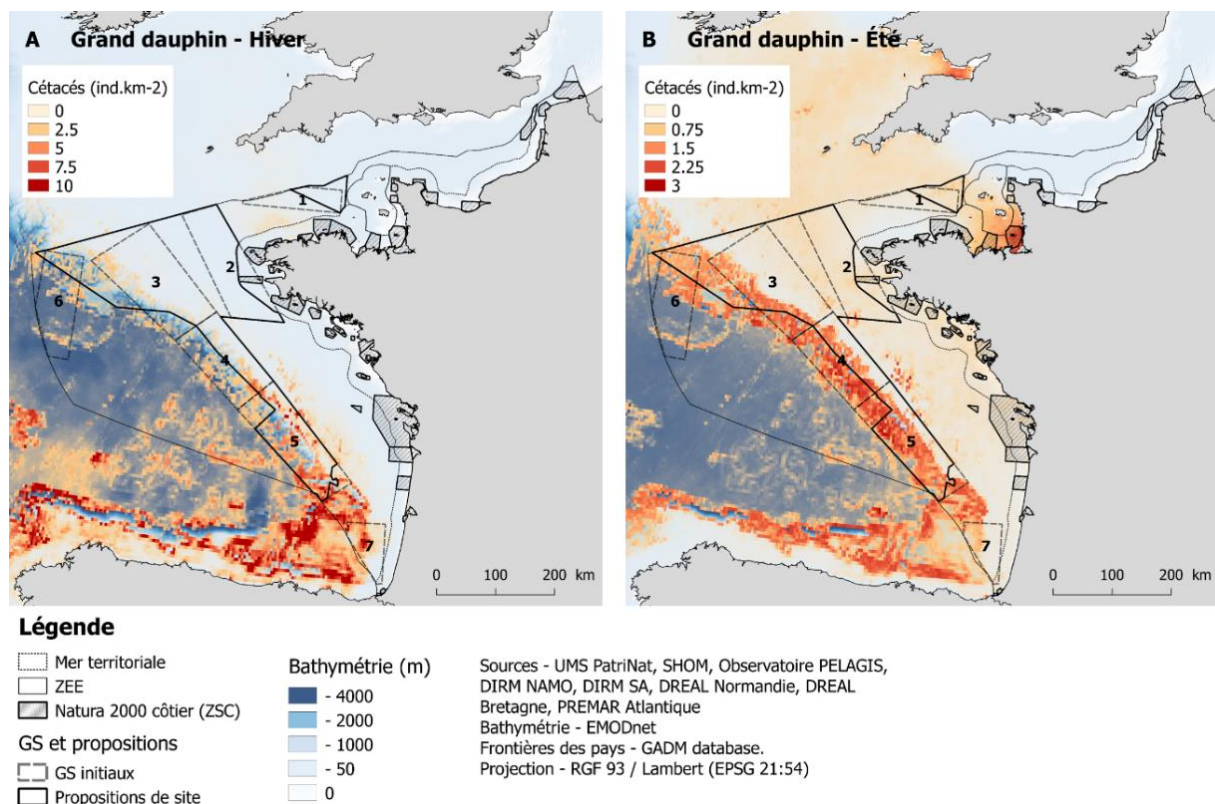 A Grand dauphin - Hiver
Cétacés (ind.km-2)
0
2.5
5
7.5
10
1
2
3
4
5
6
7
0 100 200 km
B Grand dauphin - Été
Cétacés (ind.km-2)
0
0.75
1.5
2.25
3
1
2
3
4
5
6
7
0 100 200 km
Légende
Mer territoriale
ZEE
Natura 2000 côtier (ZSC)
GS et propositions
GS initiaux
Propositions de site
Bathymétrie (m)
- 4000
- 2000
- 1000
- 50
0
Sources - UMS PatriNat, SHOM, Observatoire PELAGIS,
DIRM NAMO, DIRM SA, DREAL Normandie, DREAL
Bretagne, PREMAR Atlantique
Bathymétrie - EMODnet
Frontières des pays - GADM database.
Projection - RGF 93 / Lambert (EPSG 21:54)